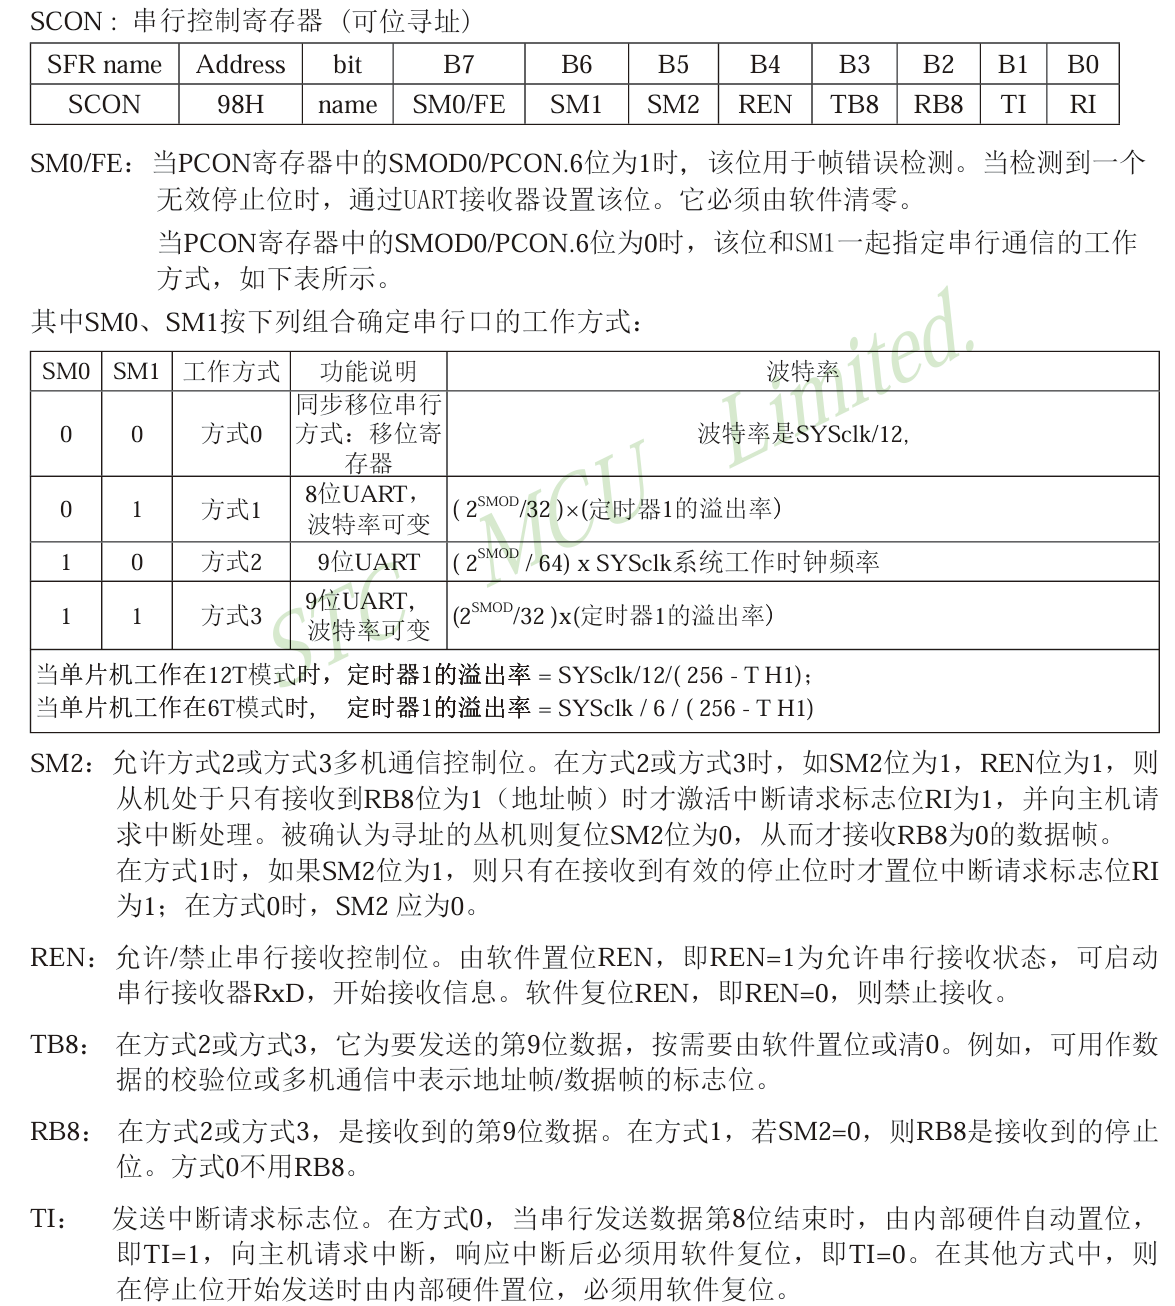 SCON : 串行控制寄存器 (可位寻址)
SFR name Address bit B7 B6 B5 B4 B3 B2 B1 B0
SCON 98H name SM0/FE SM1 SM2 REN TB8 RB8 TI RI
SM0/FE：当PCON寄存器中的SMOD0/PCON.6位为1时，该位用于帧错误检测。当检测到一个
无效停止位时，通过UART接收器设置该位。它必须由软件清零。
当PCON寄存器中的SMOD0/PCON.6位为0时，该位和SM1一起指定串行通信的工作
方式，如下表所示。
其中SM0、SM1按下列组合确定串行口的工作方式：
SM0 SM1 工作方式 功能说明 波特率
0 0 方式0 同步移位串行
方式：移位寄
存器 波特率是SYSclk/12,
0 1 方式1 8位UART，
波特率可变 ( 2^SMOD/32 )×(定时器1的溢出率)
1 0 方式2 9位UART ( 2^SMOD / 64) x SYSclk系统工作时钟频率
1 1 方式3 9位UART，
波特率可变 (2^SMOD/32 )x(定时器1的溢出率)
当单片机工作在12T模式时，定时器1的溢出率 = SYSclk/12/( 256 - T H1)；
当单片机工作在6T模式时， 定时器1的溢出率 = SYSclk / 6 / ( 256 - T H1)
SM2：允许方式2或方式3多机通信控制位。在方式2或方式3时，如SM2位为1，REN位为1，则
从机处于只有接收到RB8位为1（地址帧）时才激活中断请求标志位RI为1，并向主机请
求中断处理。被确认为寻址的丛机则复位SM2位为0，从而才接收RB8为0的数据帧。
在方式1时，如果SM2位为1，则只有在接收到有效的停止位时才置位中断请求标志位RI
为1；在方式0时，SM2 应为0。
REN：允许/禁止串行接收控制位。由软件置位REN，即REN=1为允许串行接收状态，可启动
串行接收器RxD，开始接收信息。软件复位REN，即REN=0，则禁止接收。
TB8：在方式2或方式3，它为要发送的第9位数据，按需要由软件置位或清0。例如，可用作数
据的校验位或多机通信中表示地址帧/数据帧的标志位。
RB8：在方式2或方式3，是接收到的第9位数据。在方式1，若SM2=0，则RB8是接收到的停止
位。方式0不用RB8。
TI：发送中断请求标志位。在方式0，当串行发送数据第8位结束时，由内部硬件自动置位，
即TI=1，向主机请求中断，响应中断后必须用软件复位，即TI=0。在其他方式中，则
在停止位开始发送时由内部硬件置位，必须用软件复位。
STC MCU Limited.